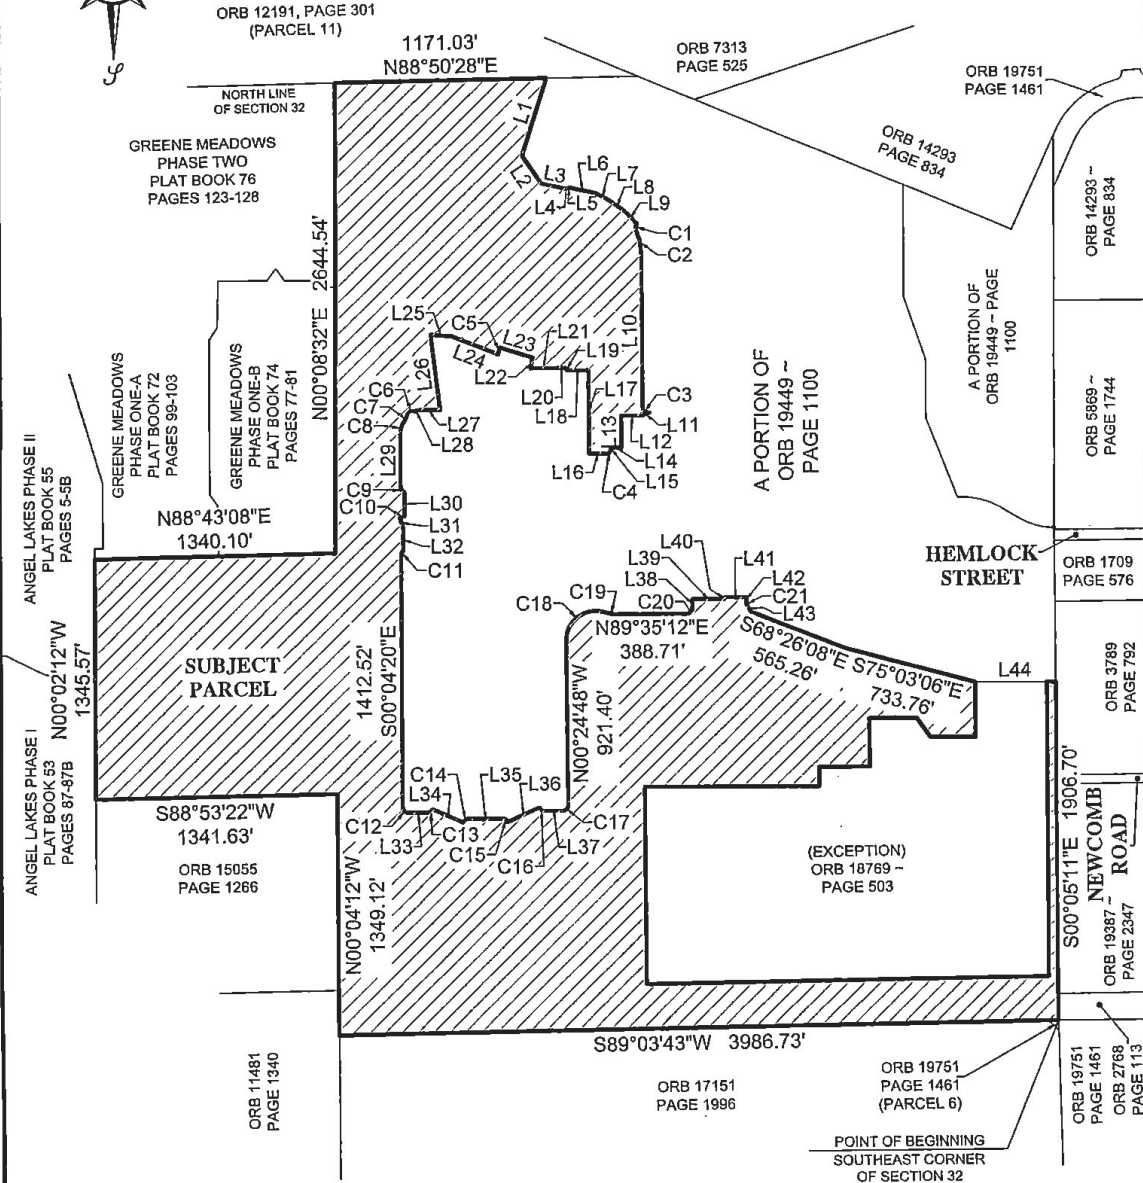 S
ORB 12191, PAGE 301
(PARCEL 11)
1171.03'
N88°50'28"E
NORTH LINE
OF SECTION 32
ORB 7313
PAGE 525
ORB 19751
PAGE 1461
ORB 14293
PAGE 834
ORB 14293 ~
PAGE 834
GREENE MEADOWS
PHASE TWO
PLAT BOOK 76
PAGES 123-128
L1
L2
L3
L4
L5
L6
L7
L8
L9
C1
C2
L10
N00°08'32"E 2644.54'
A PORTION OF
ORB 19449 ~ PAGE
1100
ORB 5869 ~
PAGE 1744
A PORTION OF
ORB 19449 ~
PAGE 1100
GREENE MEADOWS
PHASE ONE-A
PLAT BOOK 72
PAGES 99-103
GREENE MEADOWS
PHASE ONE-B
PLAT BOOK 74
PAGES 77-81
L25
C5
L23
L21
L19
L24
L22
L20
L18
L17
L26
C6
C7
C8
L27
L28
L29
C3
L11
L12
L13
L14
L15
C4
L16
C9
C10
L30
L31
L32
C11
ANGEL LAKES PHASE II
PLAT BOOK 55
PAGES 5-5B
N88°43'08"E
1340.10'
HEMLOCK
STREET
ORB 1709
PAGE 576
L40
L39
L38
L41
L42
C21
L43
C20
C19
C18
N89°35'12"E
388.71'
S68°26'08"E
565.26'
S75°03'06"E
733.76'
L44
ORB 3789
PAGE 792
SUBJECT
PARCEL
N00°02'12"W
1345.57'
1412.52'
S00°04'20"E
N00°24'48"W
921.40'
ANGEL LAKES PHASE I
PLAT BOOK 53
PAGES 87-87B
S88°53'22"W
1341.63'
ORB 15055
PAGE 1266
C14
L34
L35
L36
C12
L33
C13
C15
C16
L37
C17
(EXCEPTION)
ORB 18769 ~
PAGE 503
S00°05'11"E 1906.70'
NEWCOMB
ROAD
ORB 19387 ~
PAGE 2347
N00°04'12"W
1349.12'
S89°03'43"W 3986.73'
ORB 11481
PAGE 1340
ORB 17151
PAGE 1996
ORB 19751
PAGE 1461
(PARCEL 6)
ORB 19751
PAGE 1461
ORB 2768
PAGE 113
POINT OF BEGINNING
SOUTHEAST CORNER
OF SECTION 32